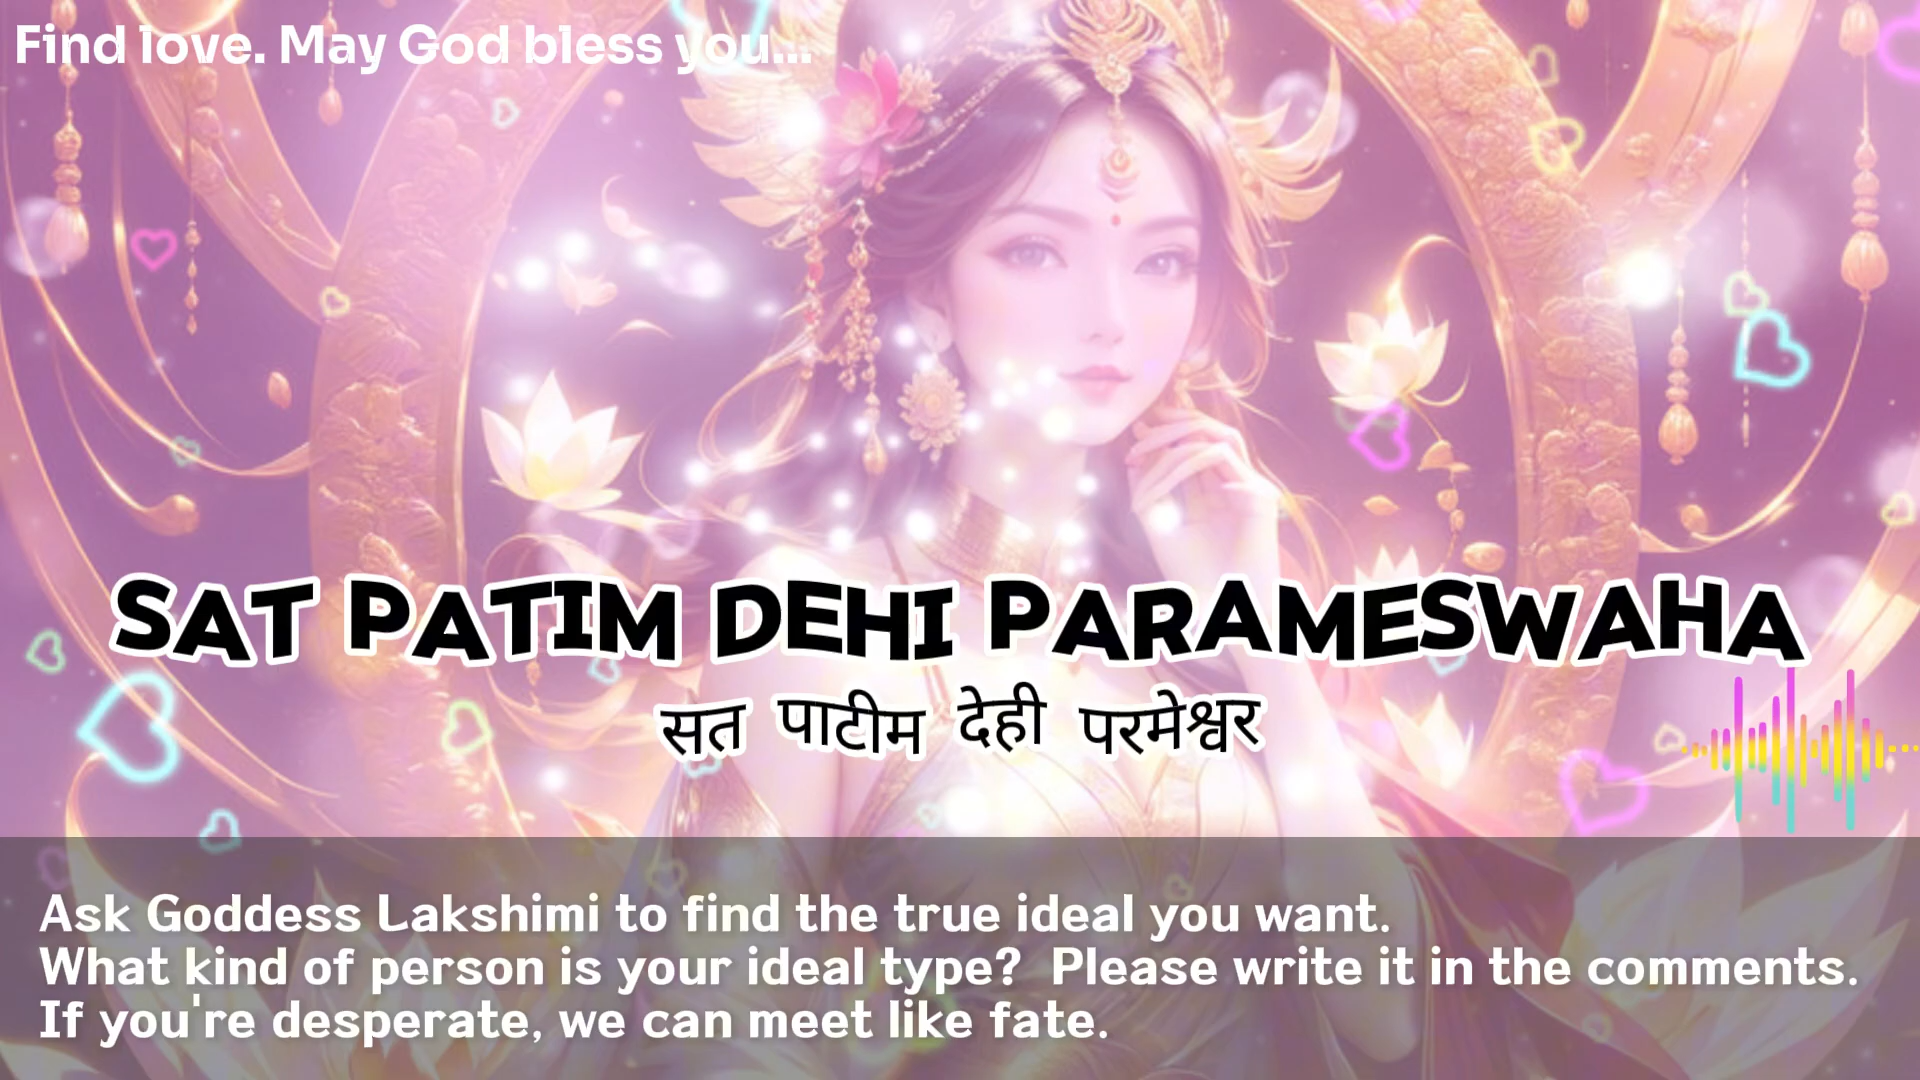 Find love. May God bless you...
SAT PATIM DEHI PARAMESWAHA
सत पाटीम देही परमेश्वर
Ask Goddess Lakshimi to find the true ideal you want.
What kind of person is your ideal type?  Please write it in the comments.
If you're desperate, we can meet like fate.